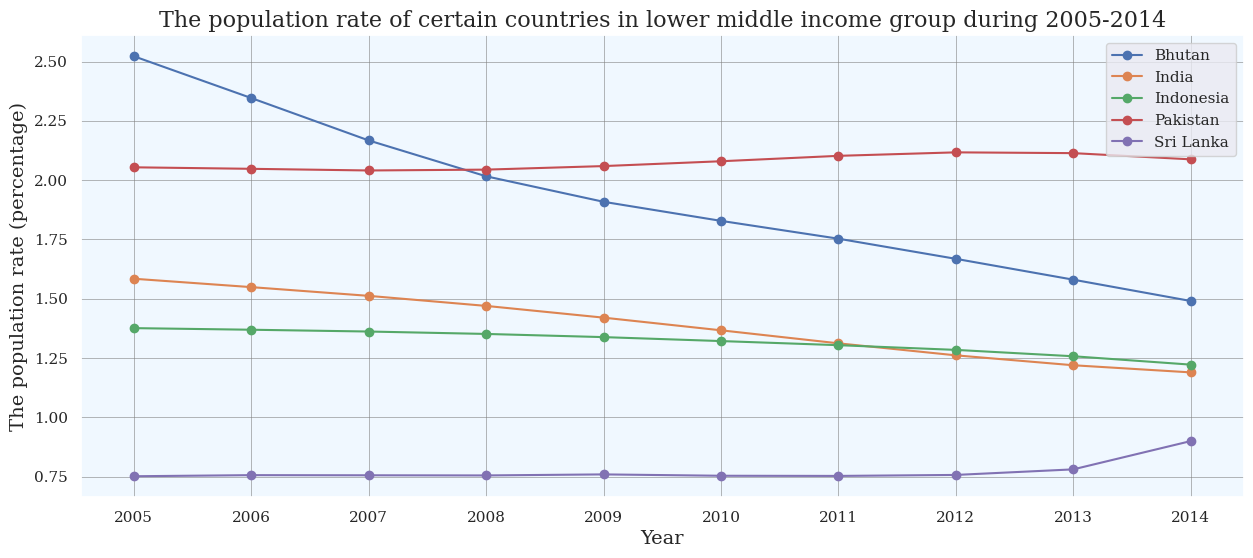 The population rate of certain countries in lower middle income group during 2005-2014
Bhutan
India
Indonesia
Pakistan
Sri Lanka
The population rate (percentage)
2.50
2.25
2.00
1.75
1.50
1.25
1.00
0.75
2005 2006 2007 2008 2009 2010 2011 2012 2013 2014
Year